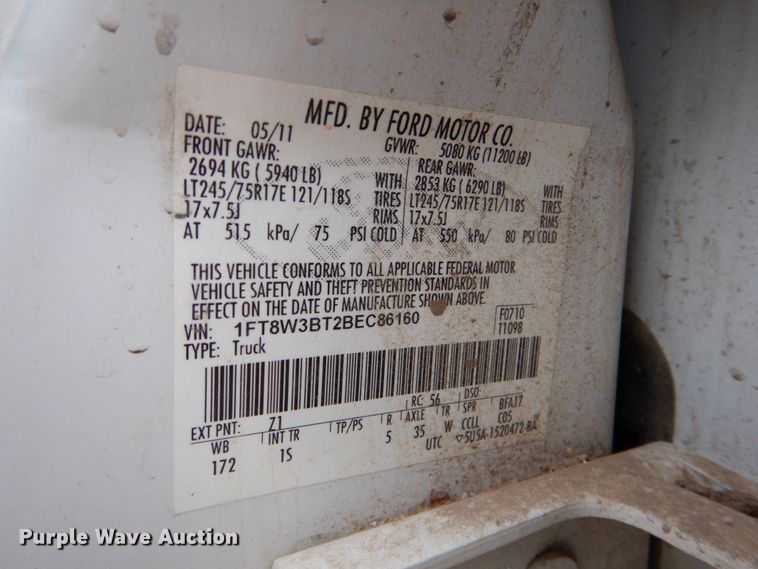 MFD. BY FORD MOTOR CO.
DATE: 05/11 GVWR: 5080 KG (11200 LB)
FRONT GAWR: REAR GAWR:
2694 KG ( 5940 LB) WITH 2853 KG ( 6290 LB) WITH
LT245/75R17E 121/118S TIRES LT245/75R17E 121/118S TIRES
17x7.5J RIMS 17x7.5J RIMS
AT 515 kPa/ 75 PSI COLD AT 550 kPa/ 80 PSI COLD
THIS VEHICLE CONFORMS TO ALL APPLICABLE FEDERAL MOTOR
VEHICLE SAFETY AND THEFT PREVENTION STANDARDS IN
EFFECT ON THE DATE OF MANUFACTURE SHOWN ABOVE.
VIN: 1FT8W3BT2BEC86160 F0710
TYPE: Truck T1098
EXT PNT: Z1 RC: 56 DSO:
WB INT TR TP/PS R AXLE TR SPR BFA17
172 1S 5 35 W CCLL C05
UTC ▽5U5A-1520472-BA
Purple Wave Auction